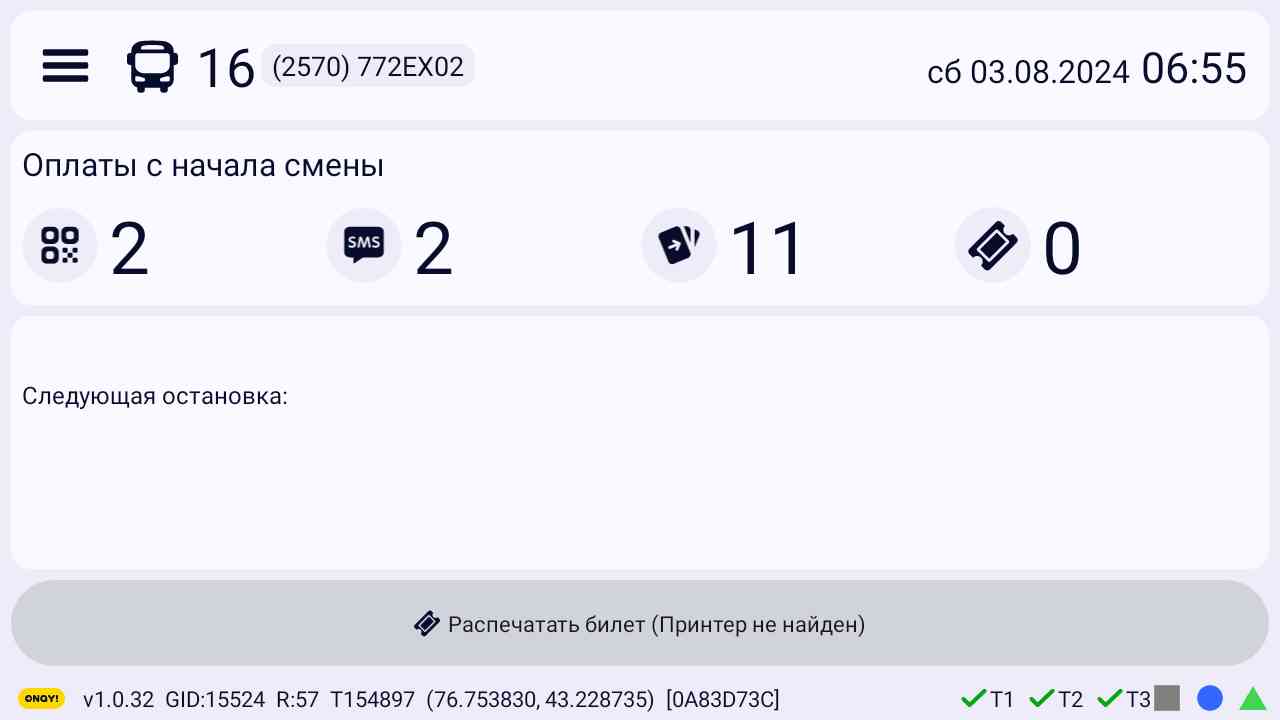 16 (2570) 772EX02 сб 03.08.2024 06:55
Оплаты с начала смены
2 SMS 2 11 0
Следующая остановка:
Распечатать билет (Принтер не найден)
ONAY! v1.0.32 GID:15524 R:57 T154897 (76.753830, 43.228735) [0A83D73C] T1 T2 T3